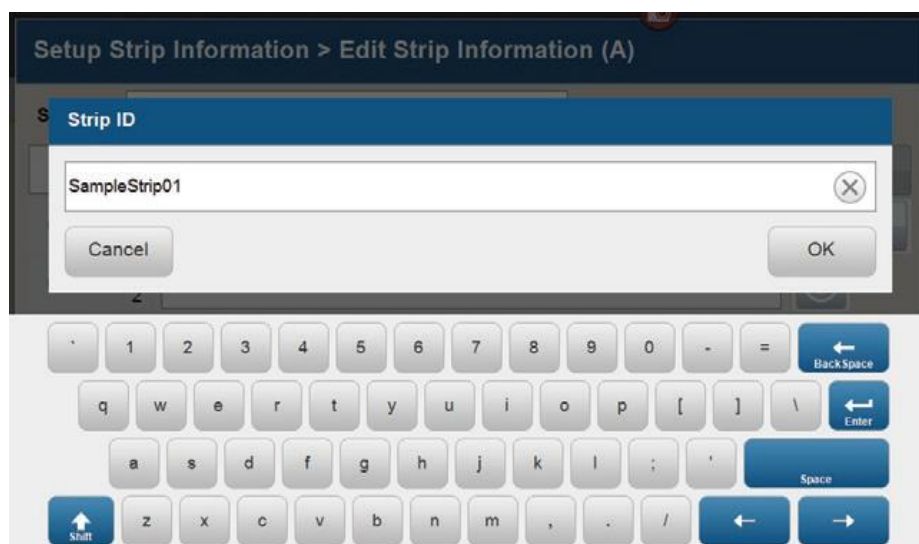 Setup Strip Information > Edit Strip Information (A)
S
Strip ID
SampleStrip01
Cancel OK
2
` 1 2 3 4 5 6 7 8 9 0 - = BackSpace
q w e r t y u i o p [ ] \ Enter
a s d f g h j k l ; ' Space
Shift z x c v b n m , . /